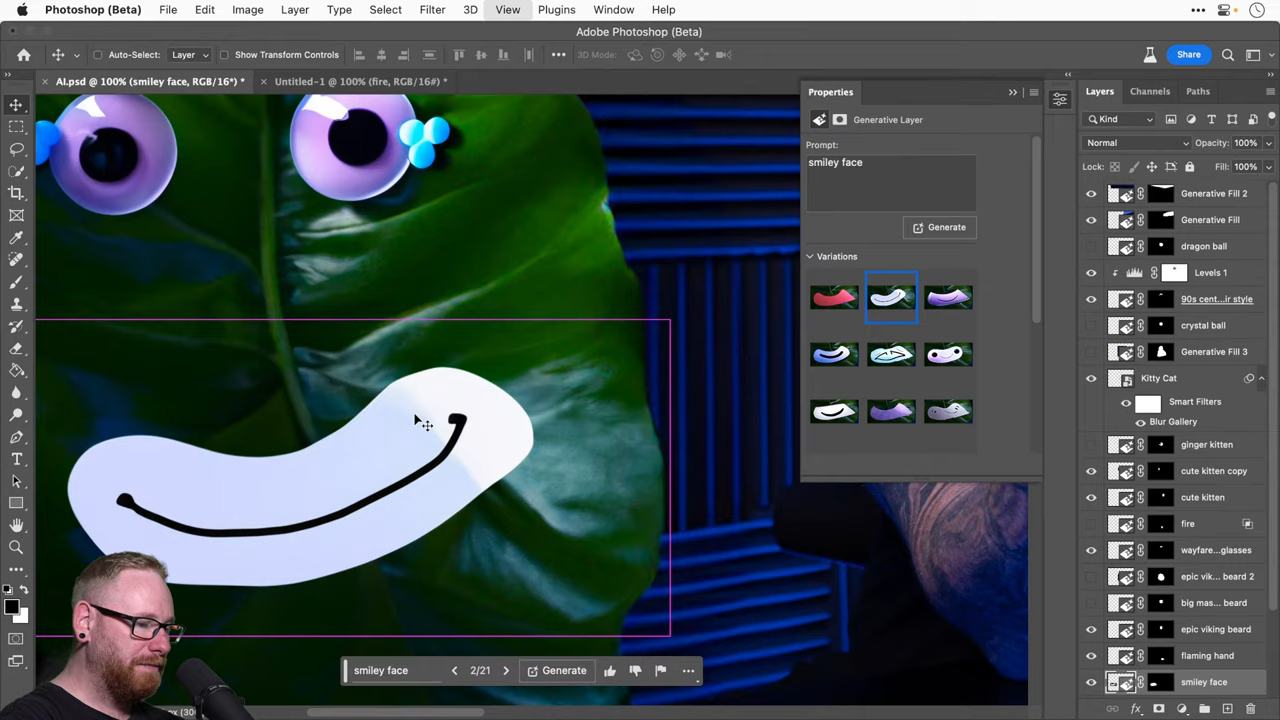 Photoshop (Beta) File Edit Image Layer Type Select Filter 3D View Plugins Window Help
Adobe Photoshop (Beta)
Auto-Select: Layer Show Transform Controls 3D Mode: Share
AI.psd @ 100% (smiley face, RGB/16*) * Untitled-1 @ 100% (fire, RGB/16#) *
Properties
Generative Layer
Prompt:
smiley face
Generate
Variations
Layers Channels Paths
Kind
Normal Opacity: 100%
Lock: Fill: 100%
Generative Fill 2
Generative Fill
dragon ball
Levels 1
90s cent...ir style
crystal ball
Generative Fill 3
Kitty Cat
Smart Filters
Blur Gallery
ginger kitten
cute kitten copy
cute kitten
fire
wayfare...glasses
epic vik... beard 2
big mas... beard
epic viking beard
flaming hand
smiley face
smiley face 2/21 Generate